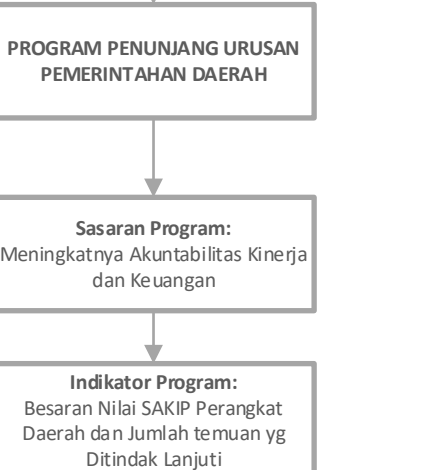 PROGRAM PENUNJANG URUSAN
PEMERINTAHAN DAERAH
Sasaran Program:
Meningkatnya Akuntabilitas Kinerja
dan Keuangan
Indikator Program:
Besaran Nilai SAKIP Perangkat
Daerah dan Jumlah temuan yg
Ditindak Lanjuti